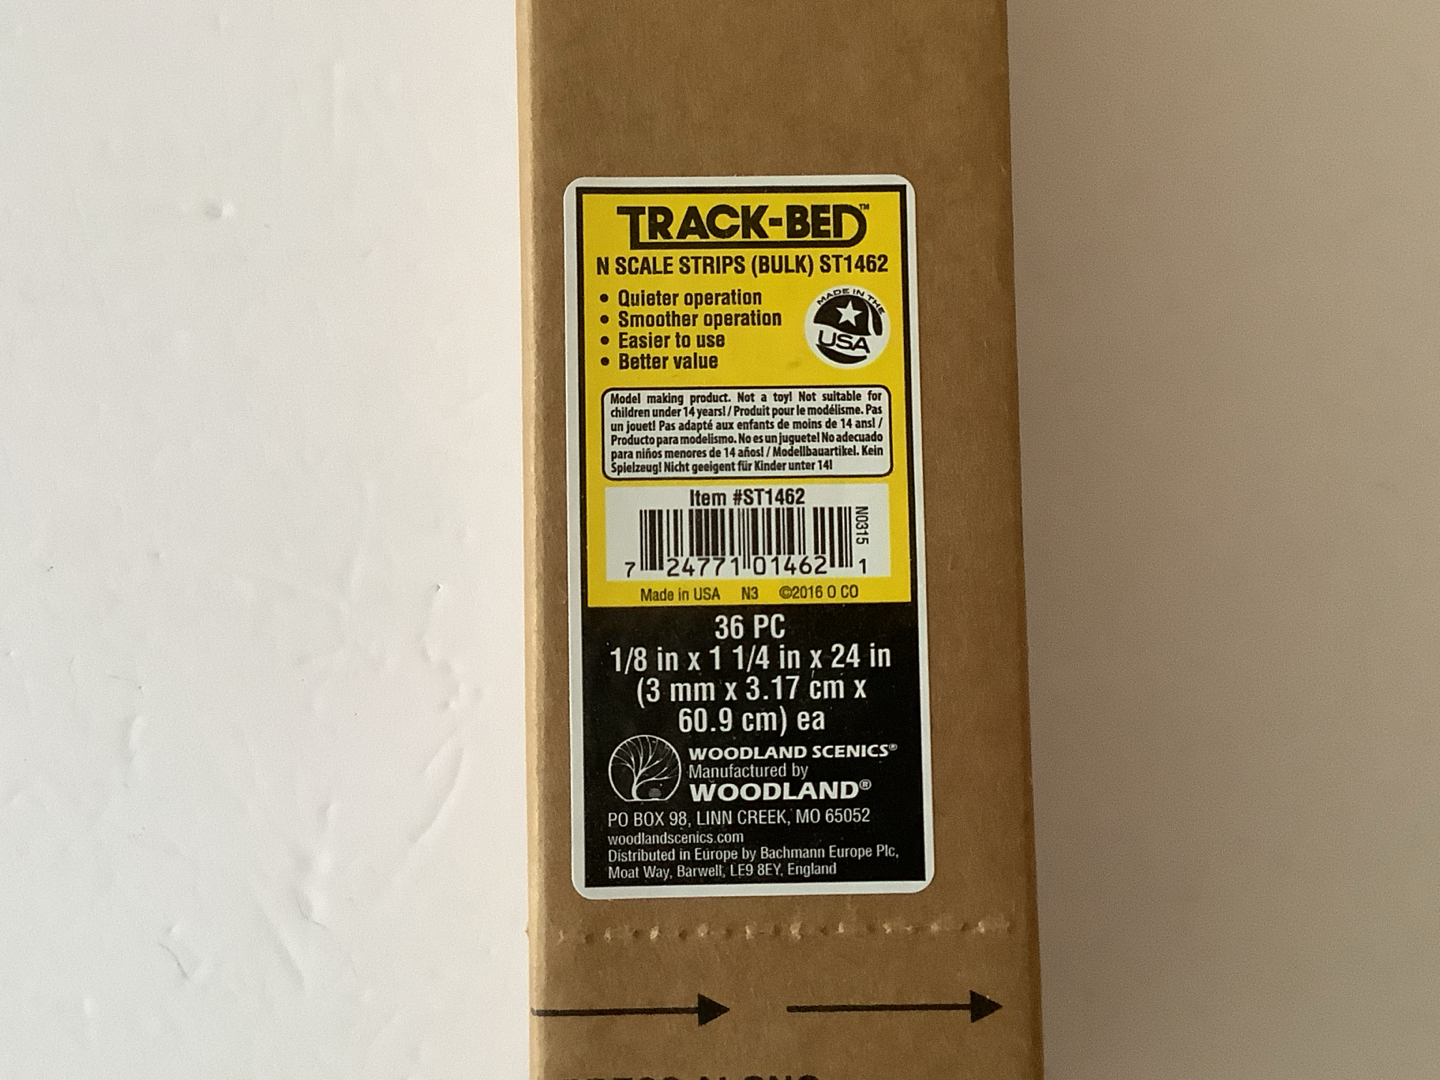 TRACK-BED™
N SCALE STRIPS (BULK) ST1462
• Quieter operation
• Smoother operation
• Easier to use
• Better value
MADE IN THE
USA
Model making product. Not a toy! Not suitable for
children under 14 years! / Produit pour le modélisme. Pas
un jouet! Pas adapté aux enfants de moins de 14 ans! /
Producto para modelismo. No es un juguete! No adecuado
para niños menores de 14 años! / Modellbauartikel. Kein
Spielzeug! Nicht geeigent für Kinder unter 14!
Item #ST1462
N0315
7 24771 01462 1
Made in USA N3 ©2016 O CO
36 PC
1/8 in x 1 1/4 in x 24 in
(3 mm x 3.17 cm x
60.9 cm) ea
WOODLAND SCENICS®
Manufactured by
WOODLAND®
PO BOX 98, LINN CREEK, MO 65052
woodlandscenics.com
Distributed in Europe by Bachmann Europe Plc,
Moat Way, Barwell, LE9 8EY, England